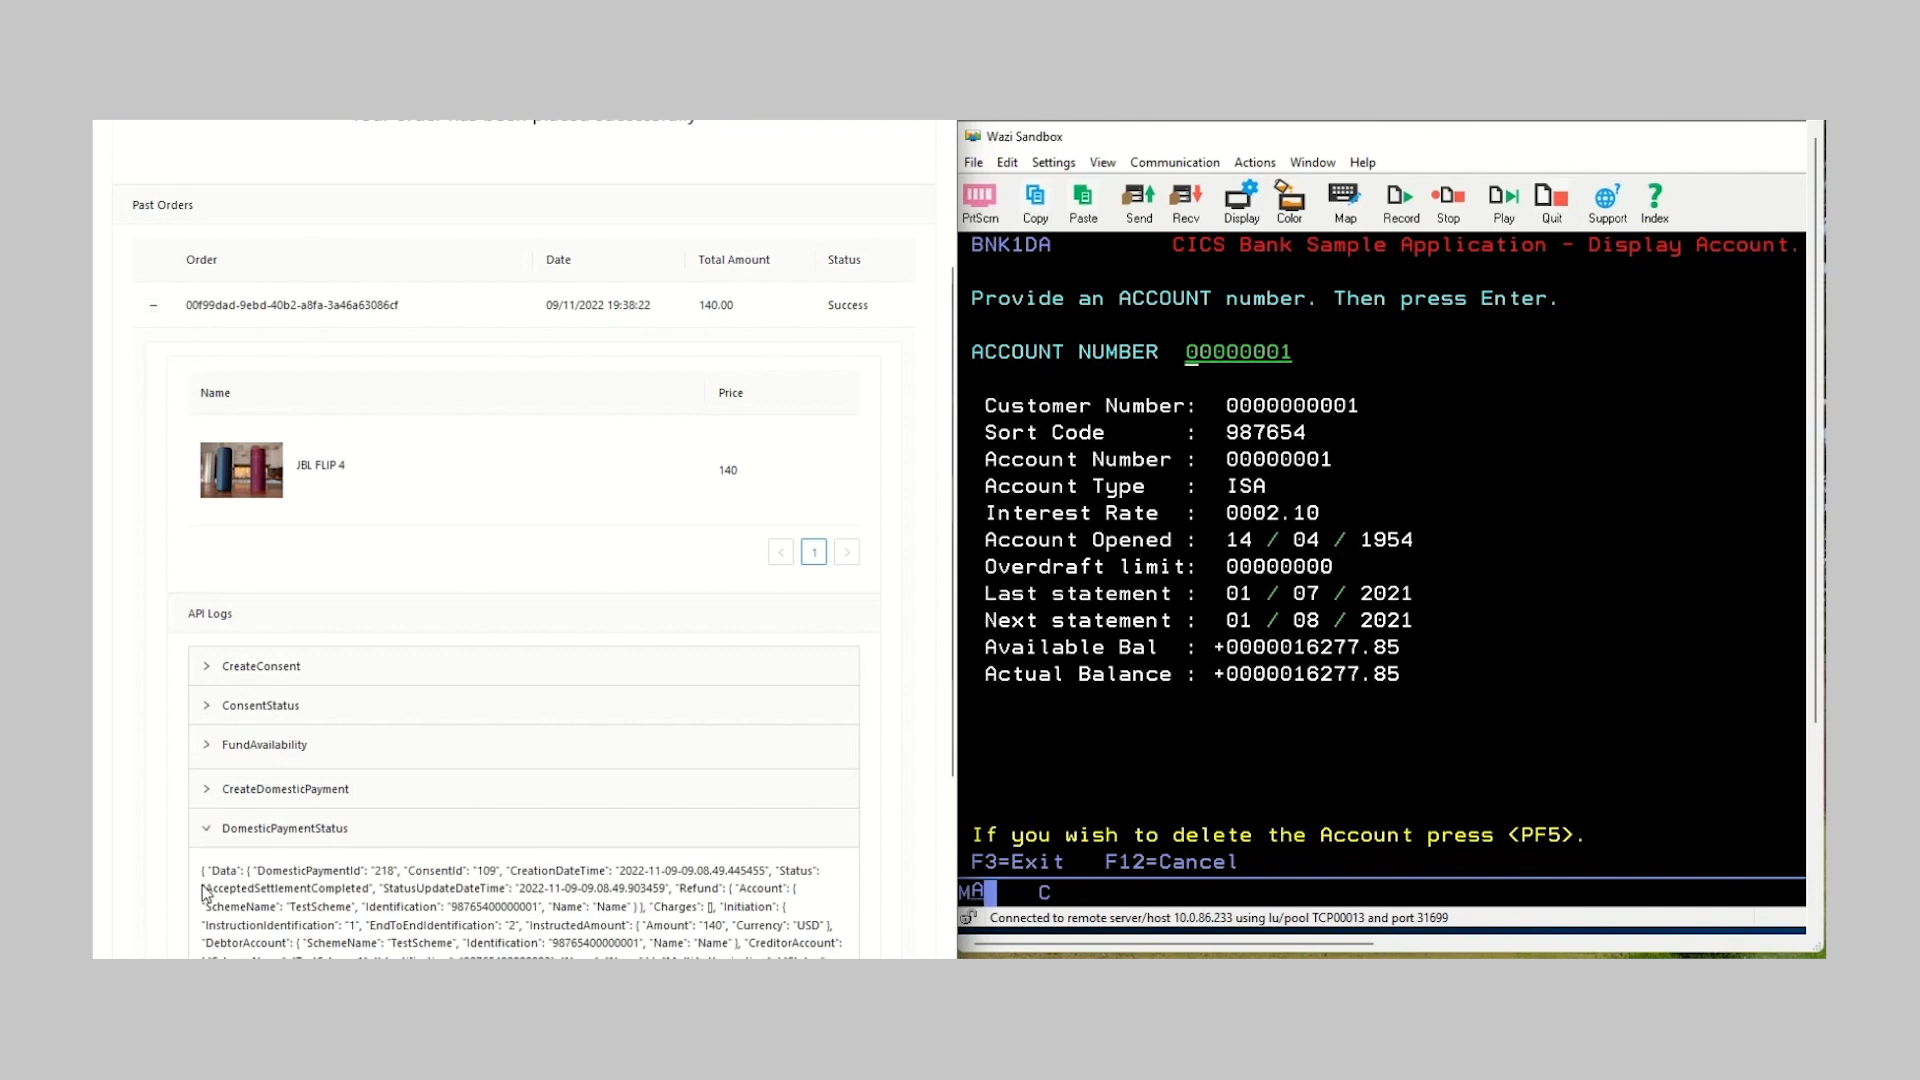 Your order has been placed successfully
Past Orders
Order Date Total Amount Status
00f99dad-9ebd-40b2-a8fa-3a46a63086cf 09/11/2022 19:38:22 140.00 Success
Name Price
JBL FLIP 4 140
1
API Logs
CreateConsent
ConsentStatus
FundAvailability
CreateDomesticPayment
DomesticPaymentStatus
{ "Data": { "DomesticPaymentId": "218", "ConsentId": "109", "CreationDateTime": "2022-11-09-09.08.49.445455", "Status":
"AcceptedSettlementCompleted", "StatusUpdateDateTime": "2022-11-09-09.08.49.903459", "Refund": { "Account": {
"SchemeName": "TestScheme", "Identification": "98765400000001", "Name": "Name" } }, "Charges": [], "Initiation": {
"InstructionIdentification": "1", "EndToEndIdentification": "2", "InstructedAmount": { "Amount": "140", "Currency": "USD" },
"DebtorAccount": { "SchemeName": "TestScheme", "Identification": "98765400000001", "Name": "Name" }, "CreditorAccount":
Wazi Sandbox
File Edit Settings View Communication Actions Window Help
PrtScrn Copy Paste Send Recv Display Color Map Record Stop Play Quit Support Index
BNK1DA CICS Bank Sample Application - Display Account.
Provide an ACCOUNT number. Then press Enter.
ACCOUNT NUMBER 00000001
Customer Number: 0000000001
Sort Code : 987654
Account Number : 00000001
Account Type : ISA
Interest Rate : 0002.10
Account Opened : 14 / 04 / 1954
Overdraft limit: 00000000
Last statement : 01 / 07 / 2021
Next statement : 01 / 08 / 2021
Available Bal : +0000016277.85
Actual Balance : +0000016277.85
If you wish to delete the Account press <PF5>.
F3=Exit F12=Cancel
MA C
Connected to remote server/host 10.0.86.233 using lu/pool TCP00013 and port 31699